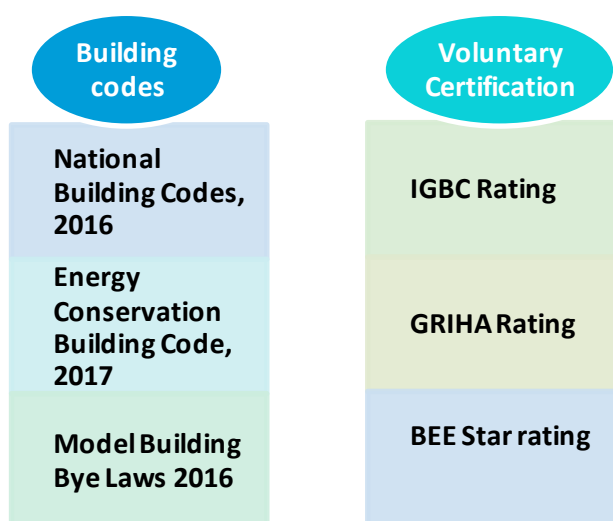 Building
codes
National
Building Codes,
2016
Energy
Conservation
Building Code,
2017
Model Building
Bye Laws 2016
Voluntary
Certification
IGBC Rating
GRIHA Rating
BEE Star rating